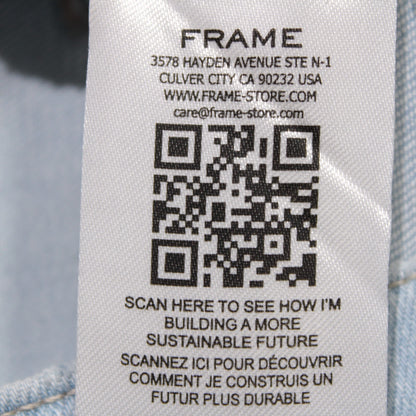 FRAME
3578 HAYDEN AVENUE STE N-1
CULVER CITY CA 90232 USA
WWW.FRAME-STORE.COM
care@frame-store.com
SCAN HERE TO SEE HOW I'M
BUILDING A MORE
SUSTAINABLE FUTURE
SCANNEZ ICI POUR DÉCOUVRIR
COMMENT JE CONSTRUIS UN
FUTUR PLUS DURABLE